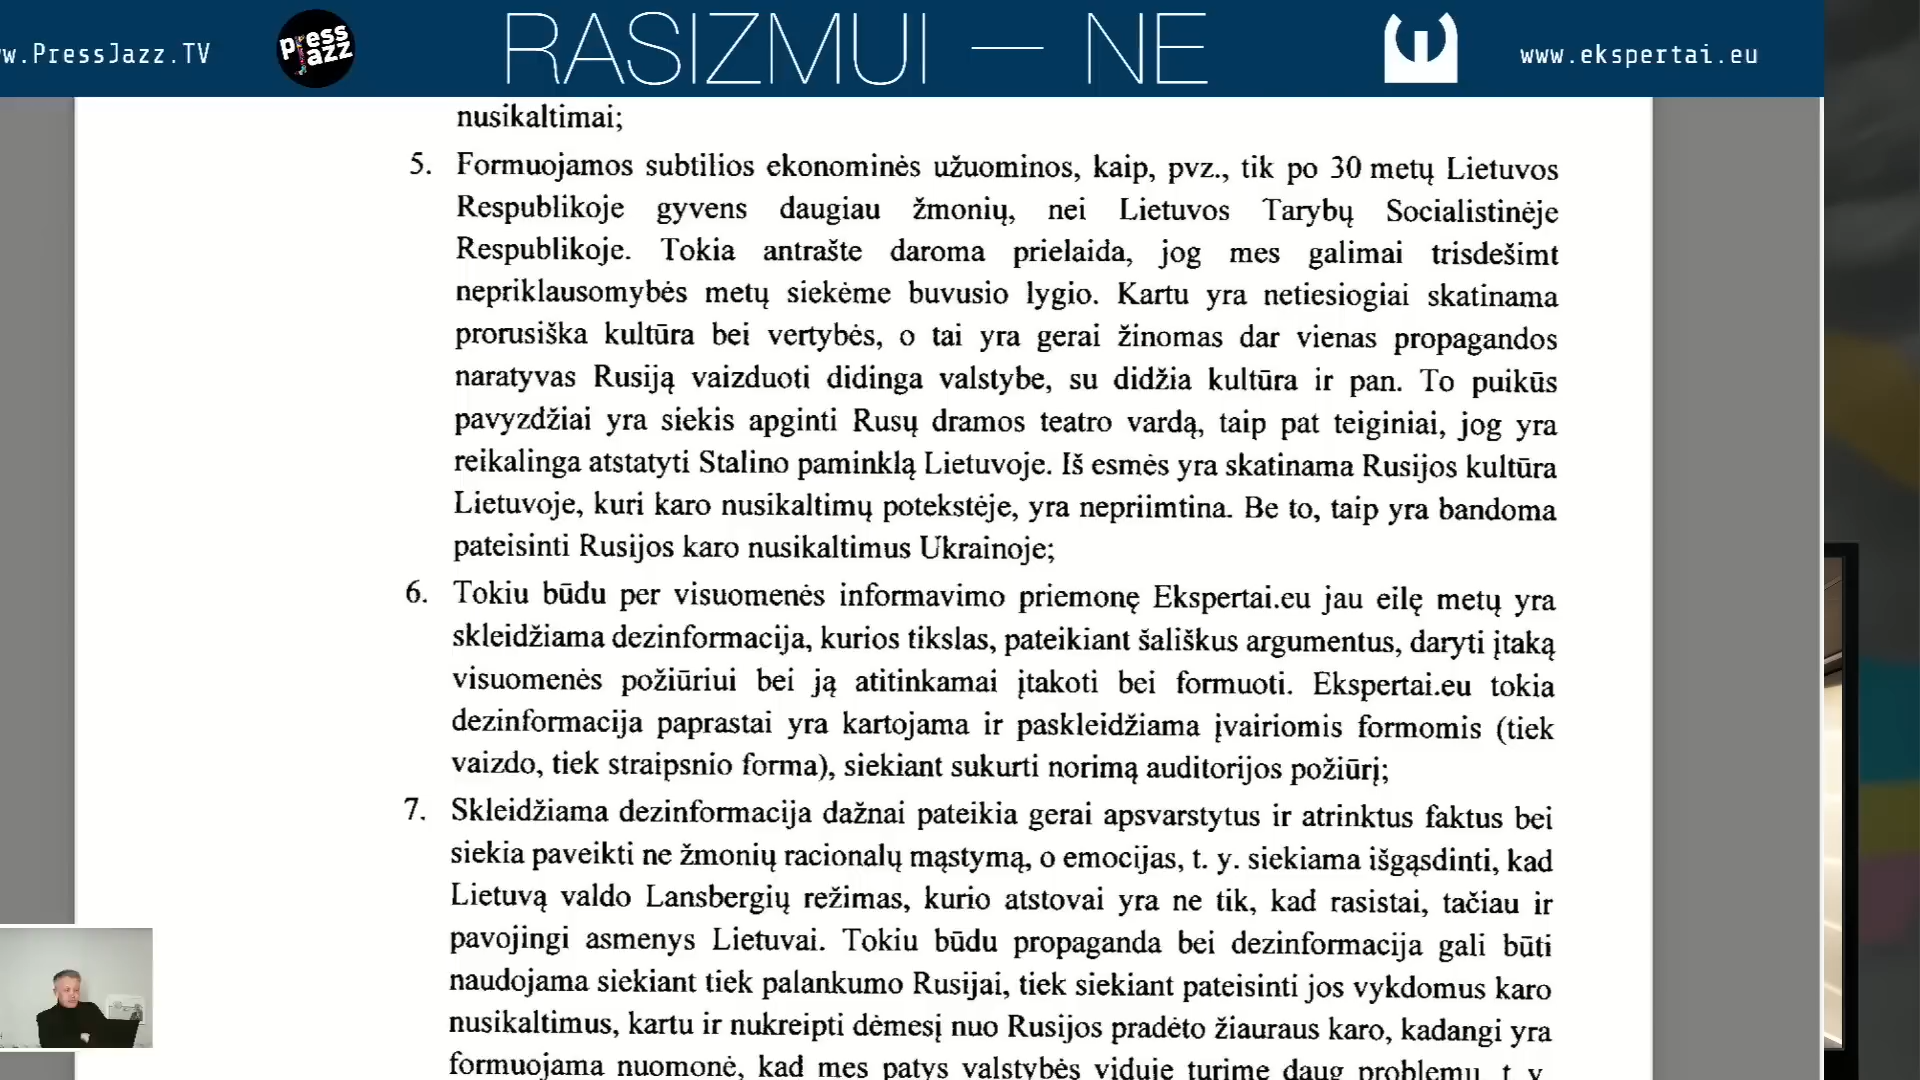 w.PressJazz.TV
press
jazz
RASIZMUI — NE
www.ekspertai.eu
nusikaltimai;
5. Formuojamos subtilios ekonominės užuominos, kaip, pvz., tik po 30 metų Lietuvos
Respublikoje gyvens daugiau žmonių, nei Lietuvos Tarybų Socialistinėje
Respublikoje. Tokia antrašte daroma prielaida, jog mes galimai trisdešimt
nepriklausomybės metų siekėme buvusio lygio. Kartu yra netiesiogiai skatinama
prorusiška kultūra bei vertybės, o tai yra gerai žinomas dar vienas propagandos
naratyvas Rusiją vaizduoti didinga valstybe, su didžia kultūra ir pan. To puikūs
pavyzdžiai yra siekis apginti Rusų dramos teatro vardą, taip pat teiginiai, jog yra
reikalinga atstatyti Stalino paminklą Lietuvoje. Iš esmės yra skatinama Rusijos kultūra
Lietuvoje, kuri karo nusikaltimų potekstėje, yra nepriimtina. Be to, taip yra bandoma
pateisinti Rusijos karo nusikaltimus Ukrainoje;
6. Tokiu būdu per visuomenės informavimo priemonę Ekspertai.eu jau eilę metų yra
skleidžiama dezinformacija, kurios tikslas, pateikiant šališkus argumentus, daryti įtaką
visuomenės požiūriui bei ją atitinkamai įtakoti bei formuoti. Ekspertai.eu tokia
dezinformacija paprastai yra kartojama ir paskleidžiama įvairiomis formomis (tiek
vaizdo, tiek straipsnio forma), siekiant sukurti norimą auditorijos požiūrį;
7. Skleidžiama dezinformacija dažnai pateikia gerai apsvarstytus ir atrinktus faktus bei
siekia paveikti ne žmonių racionalų mąstymą, o emocijas, t. y. siekiama išgąsdinti, kad
Lietuvą valdo Lansbergių režimas, kurio atstovai yra ne tik, kad rasistai, tačiau ir
pavojingi asmenys Lietuvai. Tokiu būdu propaganda bei dezinformacija gali būti
naudojama siekiant tiek palankumo Rusijai, tiek siekiant pateisinti jos vykdomus karo
nusikaltimus, kartu ir nukreipti dėmesį nuo Rusijos pradėto žiauraus karo, kadangi yra
formuojama nuomonė, kad mes patys valstybės viduje turime daug problemų, t. y.